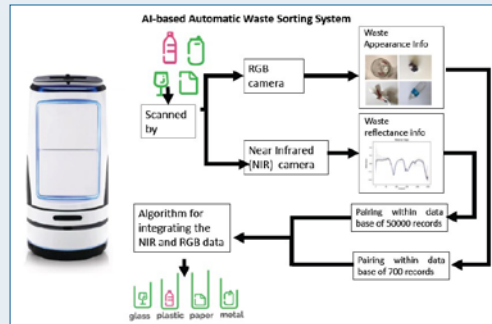 AI-based Automatic Waste Sorting System
Waste
Appearance Info
RGB
camera
Scanned
by
Waste
reflectance info
Near Infrared
(NIR) camera
Algorithm for
integrating the
NIR and RGB data
Pairing within data
base of 50000 records
Pairing within data
base of 700 records
glass plastic paper metal